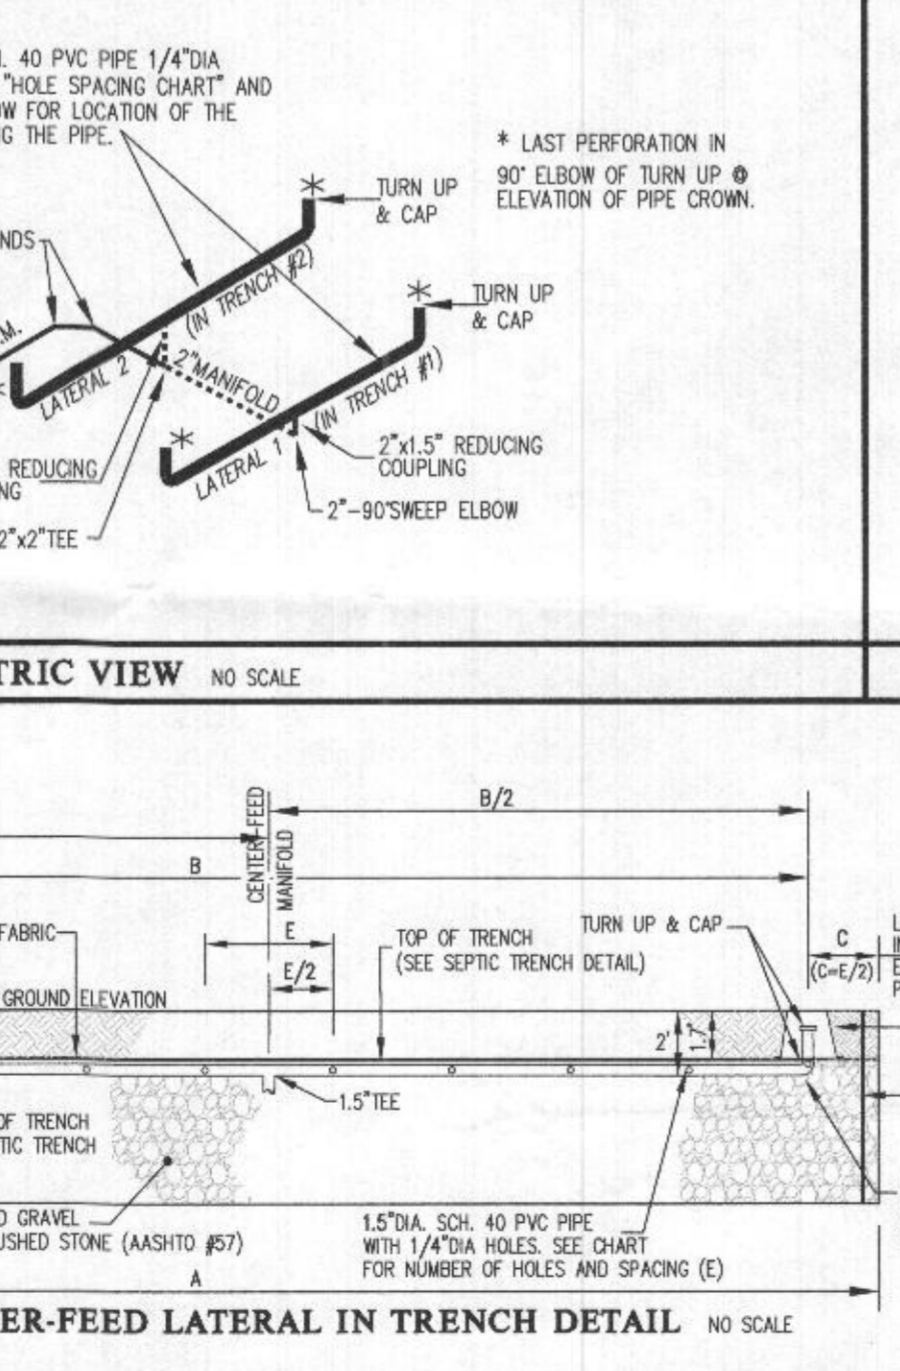 . 40 PVC PIPE 1/4"DIA
"HOLE SPACING CHART" AND
OW FOR LOCATION OF THE
G THE PIPE.
* LAST PERFORATION IN
90° ELBOW OF TURN UP @
ELEVATION OF PIPE CROWN.
*
TURN UP
& CAP
NDS
(IN TRENCH #2)
*
TURN UP
& CAP
.M.
LATERAL 2
2"MANIFOLD
(IN TRENCH #1)
*
LATERAL 1
2"x1.5" REDUCING
COUPLING
REDUCING
NG
2"-90°SWEEP ELBOW
2"x2"TEE
TRIC VIEW NO SCALE
B/2
CENTER-FEED
MANIFOLD
B
FABRIC
E
TOP OF TRENCH
(SEE SEPTIC TRENCH DETAIL)
TURN UP & CAP
C
(C=E/2)
L
IN
E
P
E/2
GROUND ELEVATION
2'
1.5"TEE
OF TRENCH
TIC TRENCH
D GRAVEL
USHED STONE (AASHTO #57)
1.5"DIA. SCH. 40 PVC PIPE
WITH 1/4"DIA HOLES. SEE CHART
FOR NUMBER OF HOLES AND SPACING (E)
A
ER-FEED LATERAL IN TRENCH DETAIL NO SCALE